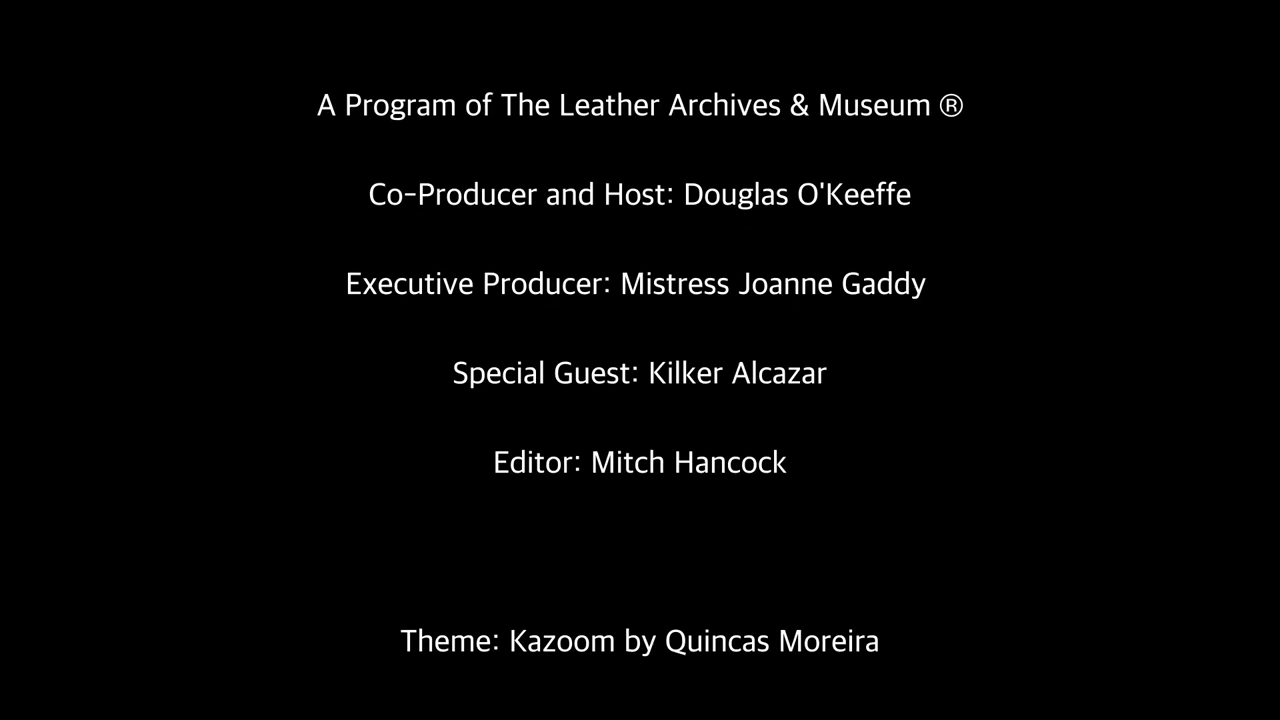 A Program of The Leather Archives & Museum ®
Co-Producer and Host: Douglas O'Keeffe
Executive Producer: Mistress Joanne Gaddy
Special Guest: Kilker Alcazar
Editor: Mitch Hancock
Theme: Kazoom by Quincas Moreira